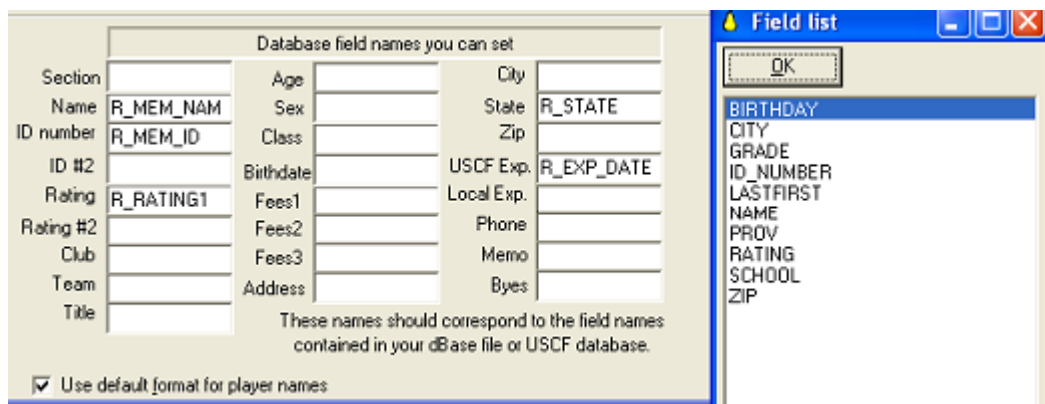 Database field names you can set
Section
Name R_MEM_NAM
ID number R_MEM_ID
ID #2
Rating R_RATING1
Rating #2
Club
Team
Title
Age
Sex
Class
Birthdate
Fees1
Fees2
Fees3
Address
City
State R_STATE
Zip
USCF Exp. R_EXP_DATE
Local Exp.
Phone
Memo
Byes
These names should correspond to the field names
contained in your dBase file or USCF database.
Use default format for player names
Field list
OK
BIRTHDAY
CITY
GRADE
ID_NUMBER
LASTFIRST
NAME
PROV
RATING
SCHOOL
ZIP